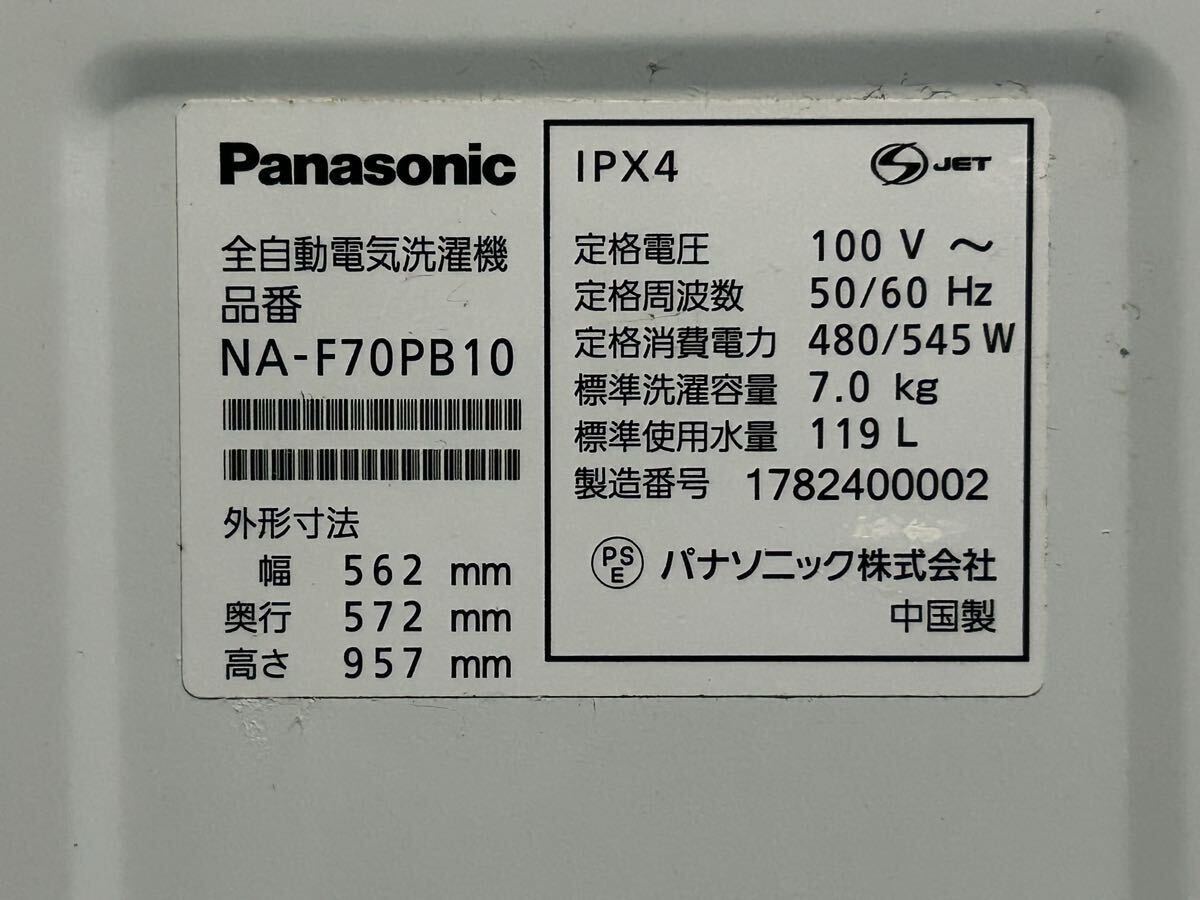 Panasonic
全自動電気洗濯機
品番
NA-F70PB10
外形寸法
幅 562 mm
奥行 572 mm
高さ 957 mm
IPX4
S JET
定格電圧 100 V ～
定格周波数 50/60 Hz
定格消費電力 480/545 W
標準洗濯容量 7.0 kg
標準使用水量 119 L
製造番号 1782400002
PSE パナソニック株式会社
中国製